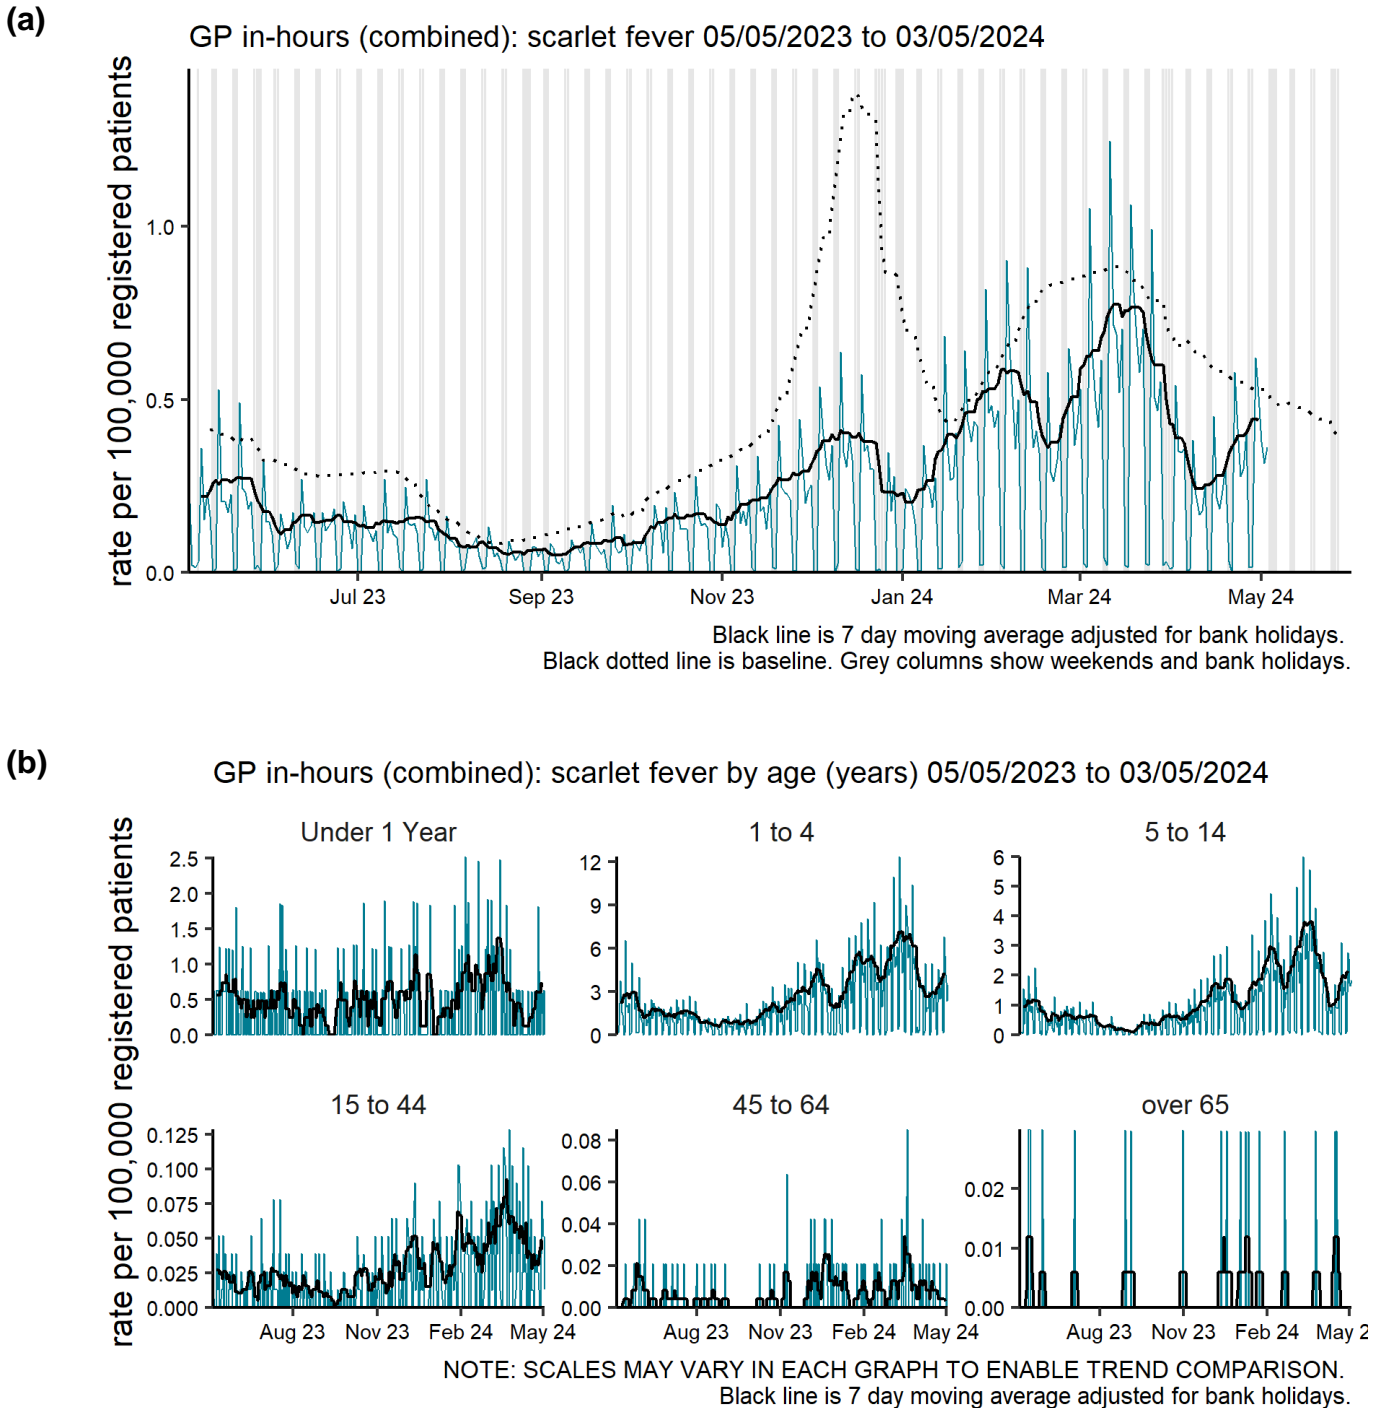 (a)
GP in-hours (combined): scarlet fever 05/05/2023 to 03/05/2024
rate per 100,000 registered patients
1.0
0.5
0.0
Jul 23 Sep 23 Nov 23 Jan 24 Mar 24 May 24
Black line is 7 day moving average adjusted for bank holidays.
Black dotted line is baseline. Grey columns show weekends and bank holidays.
(b)
GP in-hours (combined): scarlet fever by age (years) 05/05/2023 to 03/05/2024
rate per 100,000 registered patients
Under 1 Year
2.5
2.0
1.5
1.0
0.5
0.0
1 to 4
12
9
6
3
0
5 to 14
6
5
4
3
2
1
0
15 to 44
0.125
0.100
0.075
0.050
0.025
0.000
Aug 23 Nov 23 Feb 24 May 24
45 to 64
0.08
0.06
0.04
0.02
0.00
Aug 23 Nov 23 Feb 24 May 24
over 65
0.02
0.01
0.00
Aug 23 Nov 23 Feb 24 May 2
NOTE: SCALES MAY VARY IN EACH GRAPH TO ENABLE TREND COMPARISON.
Black line is 7 day moving average adjusted for bank holidays.